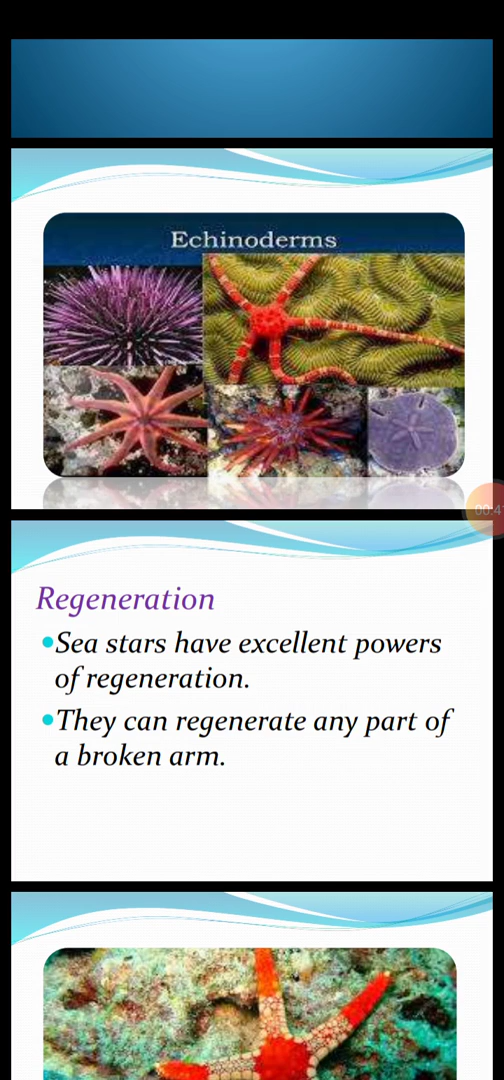 Echinoderms
Regeneration
•Sea stars have excellent powers
of regeneration.
•They can regenerate any part of
a broken arm.